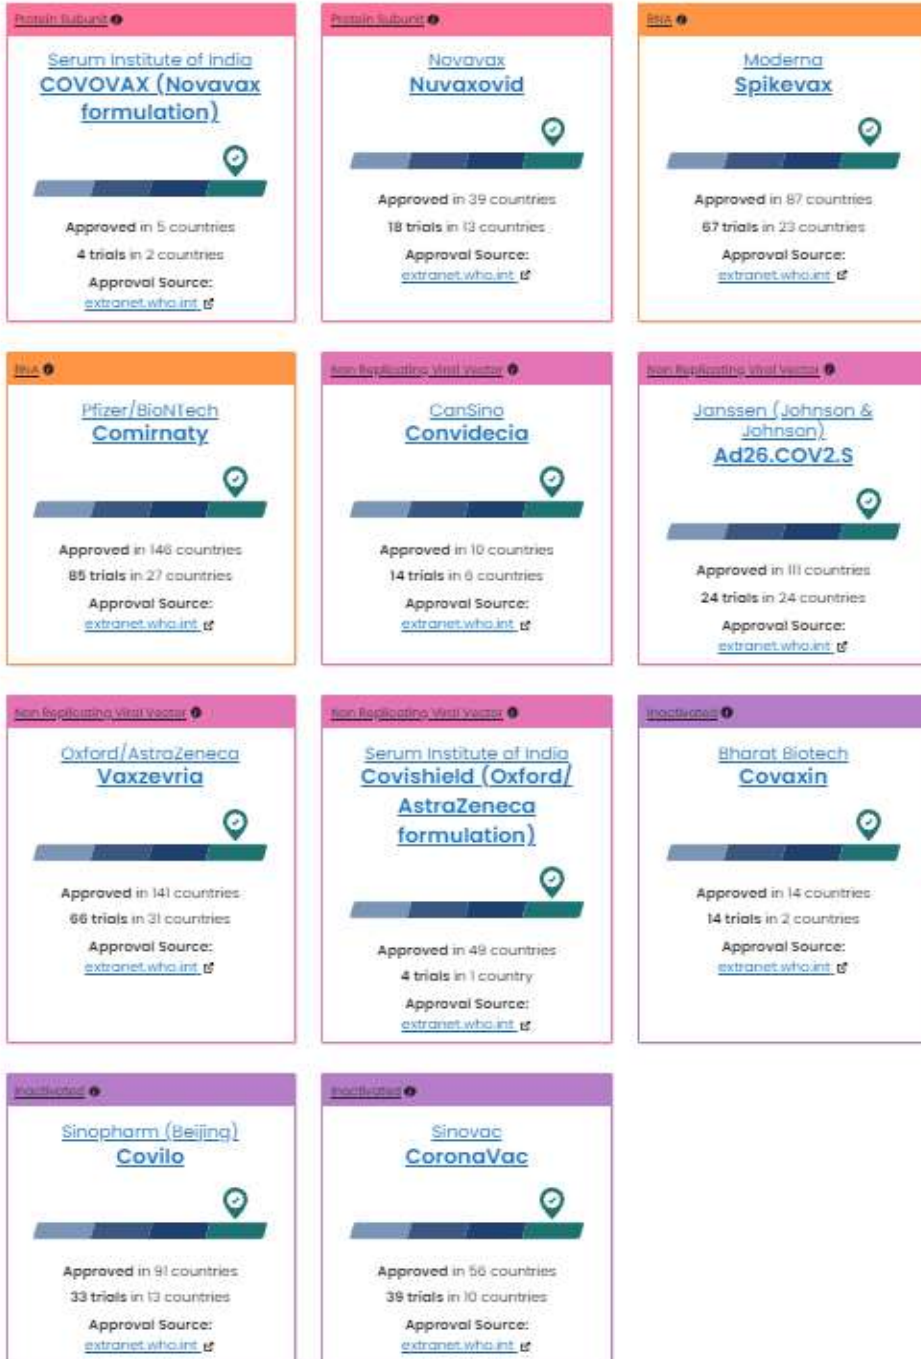 Protein Subunit
Serum Institute of India
COVOVAX (Novavax
formulation)
Approved in 5 countries
4 trials in 2 countries
Approval Source:
extranet.who.int
Protein Subunit
Novavax
Nuvaxovid
Approved in 39 countries
18 trials in 13 countries
Approval Source:
extranet.who.int
RNA
Moderna
Spikevax
Approved in 87 countries
67 trials in 23 countries
Approval Source:
extranet.who.int
RNA
Pfizer/BioNTech
Comirnaty
Approved in 146 countries
85 trials in 27 countries
Approval Source:
extranet.who.int
Non Replicating Viral Vector
CanSino
Convidecia
Approved in 10 countries
14 trials in 6 countries
Approval Source:
extranet.who.int
Non Replicating Viral Vector
Janssen (Johnson &
Johnson)
Ad26.COV2.S
Approved in 111 countries
24 trials in 24 countries
Approval Source:
extranet.who.int
Non Replicating Viral Vector
Oxford/AstraZeneca
Vaxzevria
Approved in 141 countries
66 trials in 31 countries
Approval Source:
extranet.who.int
Non Replicating Viral Vector
Serum Institute of India
Covishield (Oxford/
AstraZeneca
formulation)
Approved in 49 countries
4 trials in 1 country
Approval Source:
extranet.who.int
Inactivated
Bharat Biotech
Covaxin
Approved in 14 countries
14 trials in 2 countries
Approval Source:
extranet.who.int
Inactivated
Sinopharm (Beijing)
Covilo
Approved in 91 countries
33 trials in 13 countries
Approval Source:
extranet.who.int
Inactivated
Sinovac
CoronaVac
Approved in 56 countries
39 trials in 10 countries
Approval Source:
extranet.who.int